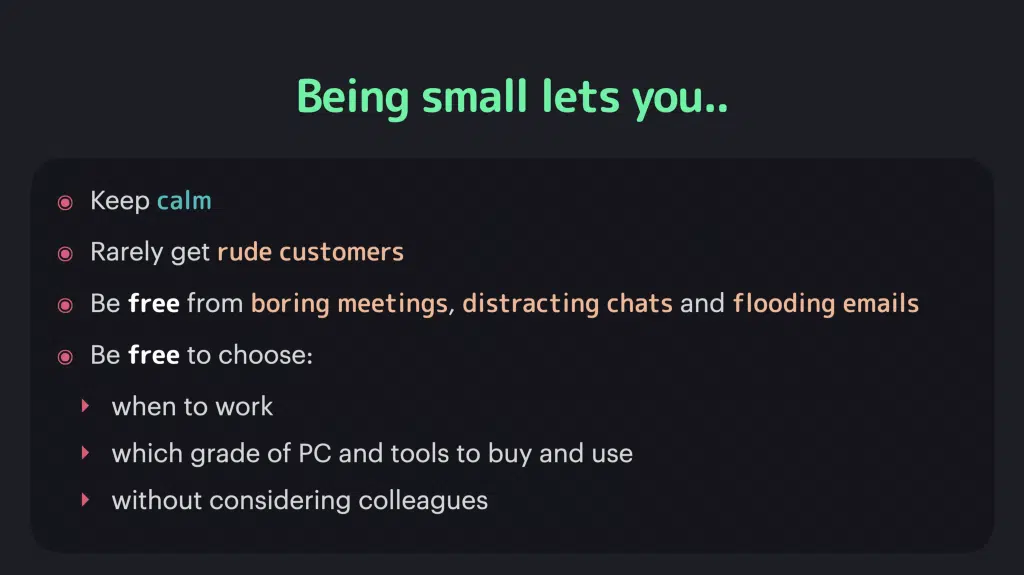 Being small lets you..
Keep calm
Rarely get rude customers
Be free from boring meetings, distracting chats and flooding emails
Be free to choose:
when to work
which grade of PC and tools to buy and use
without considering colleagues